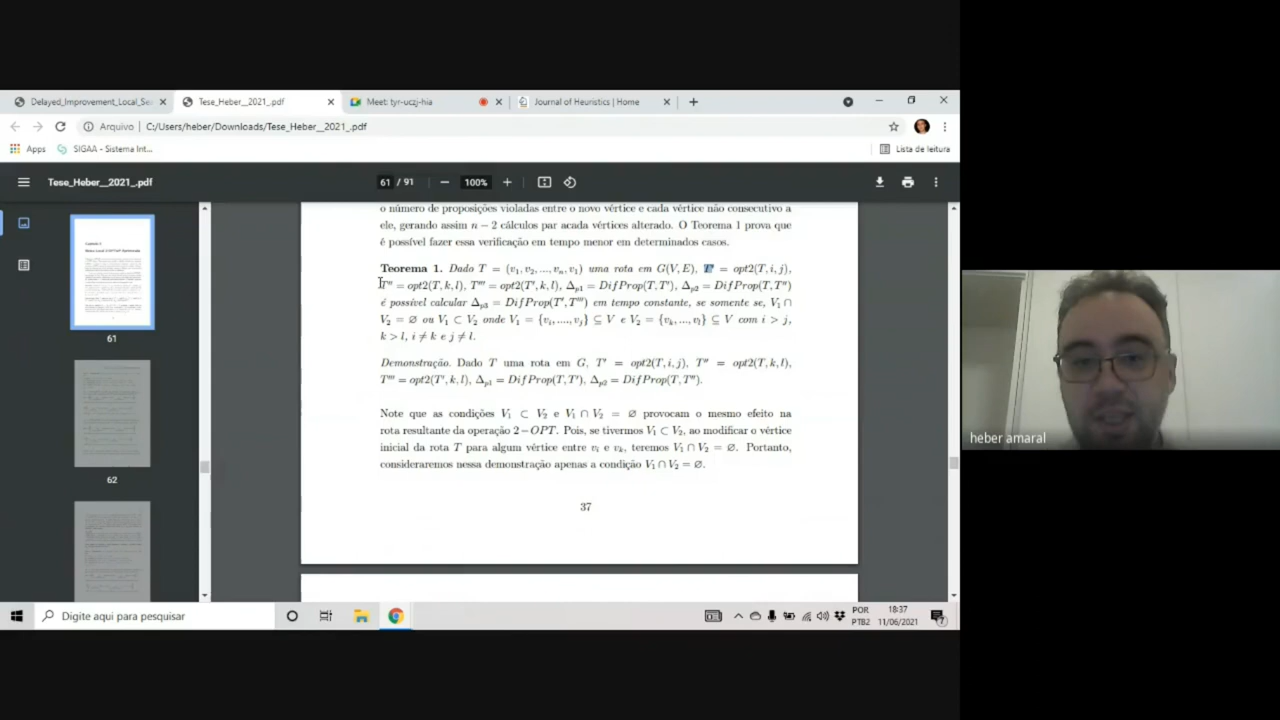 Delayed_Improvement_Local_Se
Tese_Heber__2021_.pdf
Meet: tyr-uczj-hia
Journal of Heuristics | Home
Arquivo
C:/Users/heber/Downloads/Tese_Heber__2021_.pdf
Apps
SIGAA - Sistema Int...
Lista de leitura
Tese_Heber__2021_.pdf
61 / 91
100%
61
62
o número de proposições violadas entre o novo vértice e cada vértice não consecutivo a
ele, gerando assim n − 2 cálculos par acada vértices alterado. O Teorema 1 prova que
é possível fazer essa verificação em tempo menor em determinados casos.
Teorema 1. Dado T = (v₁, v₂, ..., vₙ, v₁) uma rota em G(V, E), T' = opt2(T, i, j),
T'' = opt2(T, k, l), T''' = opt2(T', k, l), Δp1 = DifProp(T, T'), Δp2 = DifProp(T, T'')
é possivel calcular Δp3 = DifProp(T', T''') em tempo constante, se somente se, V₁ ∩
V₂ = ∅ ou V₁ ⊂ V₂ onde V₁ = {vᵢ, ...., vⱼ} ⊆ V e V₂ = {vₖ, ..., vₗ} ⊆ V com i > j,
k > l, i ≠ k e j ≠ l.
Demonstração. Dado T uma rota em G, T' = opt2(T, i, j), T'' = opt2(T, k, l),
T''' = opt2(T', k, l), Δp1 = DifProp(T, T'), Δp2 = DifProp(T, T'').
Note que as condições V₁ ⊂ V₂ e V₁ ∩ V₂ = ∅ provocam o mesmo efeito na
rota resultante da operação 2−OPT. Pois, se tivermos V₁ ⊂ V₂, ao modificar o vértice
inicial da rota T para algum vértice entre vᵢ e vₖ, teremos V₁ ∩ V₂ = ∅. Portanto,
consideraremos nessa demonstração apenas a condição V₁ ∩ V₂ = ∅.
37
heber amaral
Digite aqui para pesquisar
POR
PTB2
18:37
11/06/2021